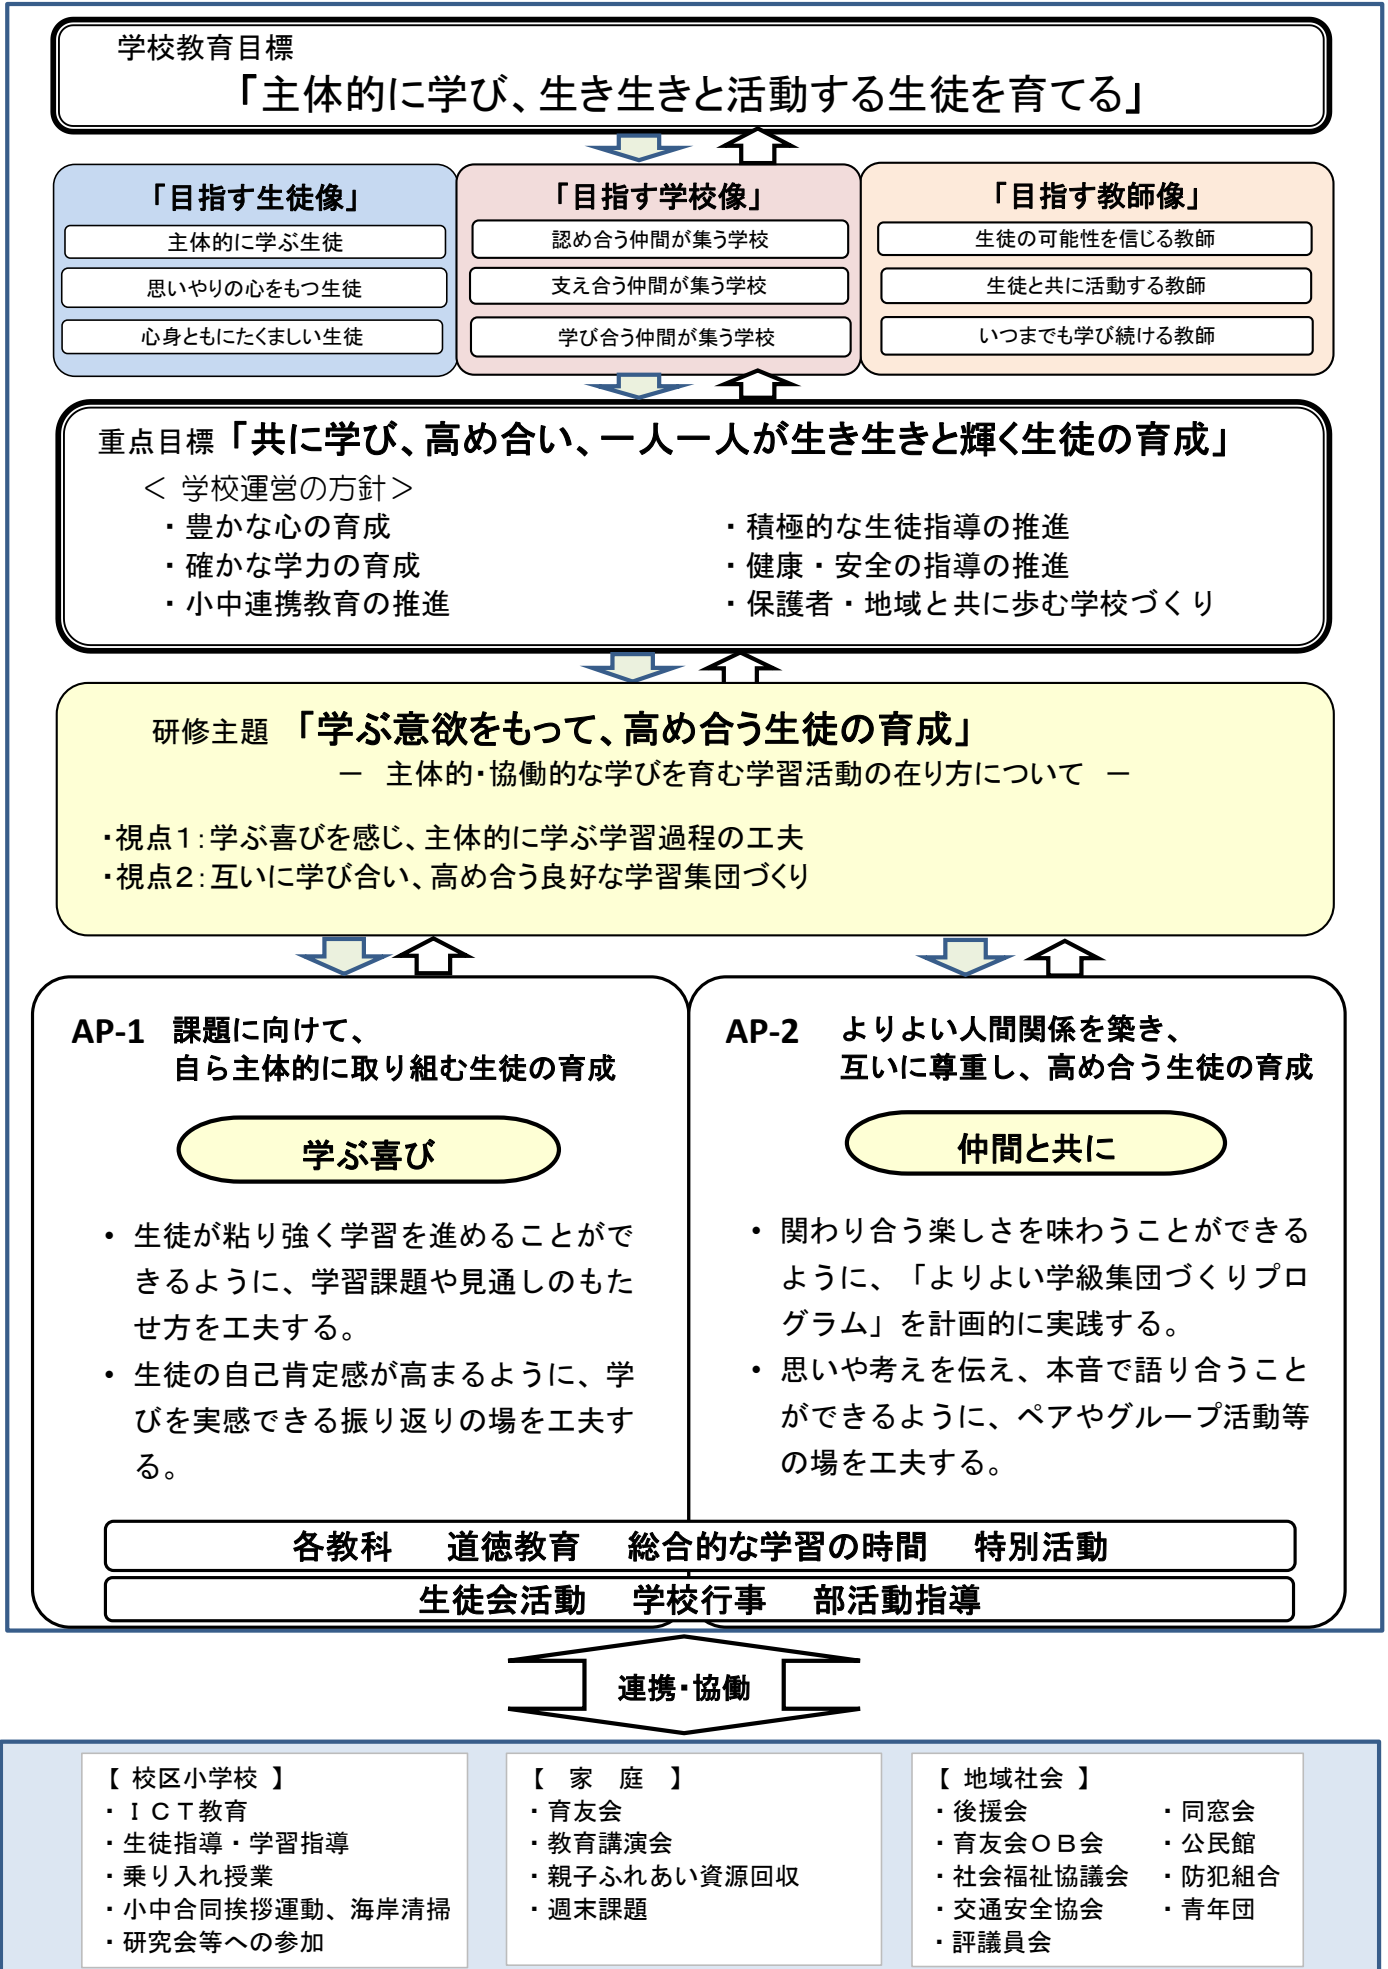 学校教育目標
「主体的に学び、生き生きと活動する生徒を育てる」
「目指す生徒像」
主体的に学ぶ生徒
思いやりの心をもつ生徒
心身ともにたくましい生徒
「目指す学校像」
認め合う仲間が集う学校
支え合う仲間が集う学校
学び合う仲間が集う学校
「目指す教師像」
生徒の可能性を信じる教師
生徒と共に活動する教師
いつまでも学び続ける教師
重点目標「共に学び、高め合い、一人一人が生き生きと輝く生徒の育成」
＜ 学校運営の方針＞
・豊かな心の育成
・確かな学力の育成
・小中連携教育の推進
・積極的な生徒指導の推進
・健康・安全の指導の推進
・保護者・地域と共に歩む学校づくり
研修主題 「学ぶ意欲をもって、高め合う生徒の育成」
－ 主体的・協働的な学びを育む学習活動の在り方について －
・視点１：学ぶ喜びを感じ、主体的に学ぶ学習過程の工夫
・視点２：互いに学び合い、高め合う良好な学習集団づくり
AP-1 課題に向けて、
自ら主体的に取り組む生徒の育成
学ぶ喜び
• 生徒が粘り強く学習を進めることがで
きるように、学習課題や見通しのもた
せ方を工夫する。
• 生徒の自己肯定感が高まるように、学
びを実感できる振り返りの場を工夫す
る。
AP-2 よりよい人間関係を築き、
互いに尊重し、高め合う生徒の育成
仲間と共に
• 関わり合う楽しさを味わうことができる
ように、「よりよい学級集団づくりプロ
グラム」を計画的に実践する。
• 思いや考えを伝え、本音で語り合うこと
ができるように、ペアやグループ活動等
の場を工夫する。
各教科 道徳教育 総合的な学習の時間 特別活動
生徒会活動 学校行事 部活動指導
連携・協働
【 校区小学校 】
・ＩＣＴ教育
・生徒指導・学習指導
・乗り入れ授業
・小中合同挨拶運動、海岸清掃
・研究会等への参加
【 家 庭 】
・育友会
・教育講演会
・親子ふれあい資源回収
・週末課題
【 地域社会 】
・後援会 ・同窓会
・育友会ＯＢ会 ・公民館
・社会福祉協議会 ・防犯組合
・交通安全協会 ・青年団
・評議員会